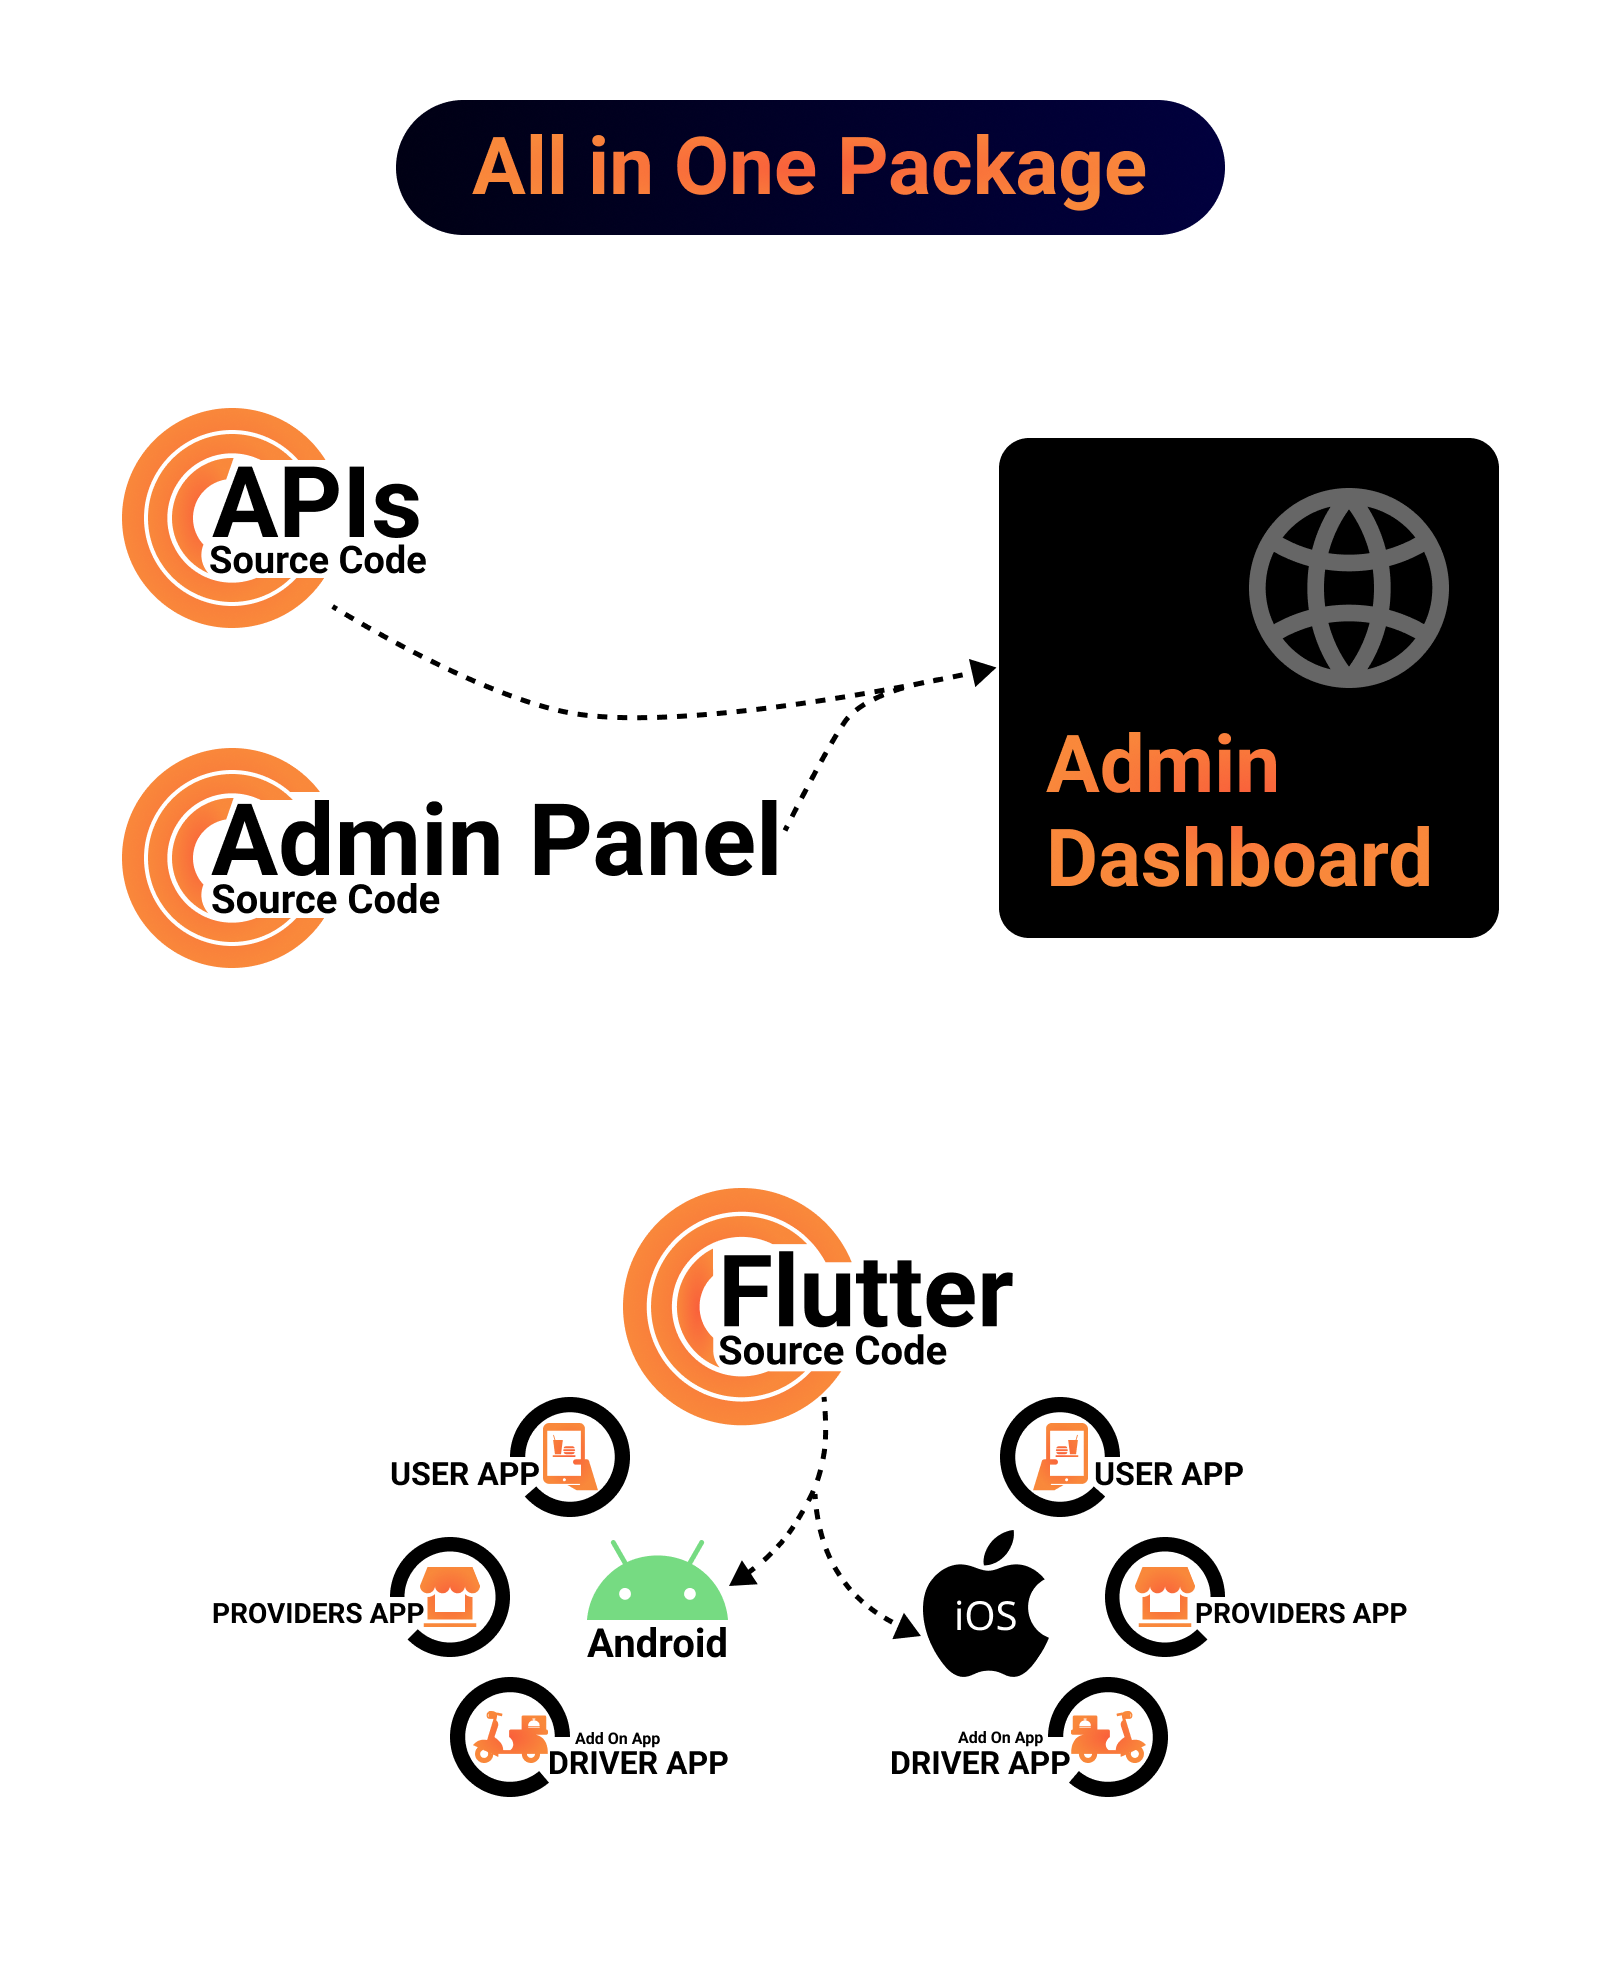 All in One Package
APIs
Source Code
Admin Panel
Source Code
Admin
Dashboard
Flutter
Source Code
USER APP
USER APP
PROVIDERS APP
Android
iOS
PROVIDERS APP
Add On App
DRIVER APP
Add On App
DRIVER APP